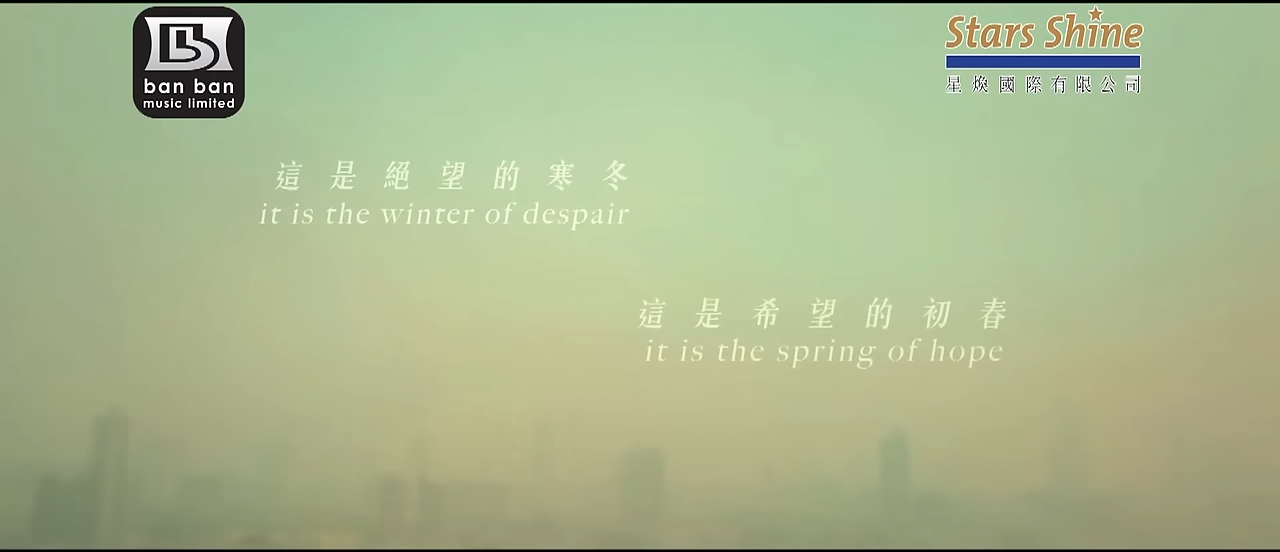 ban ban
music limited
Stars Shine
星煥國際有限公司
這是絕望的寒冬
it is the winter of despair
這是希望的初春
it is the spring of hope